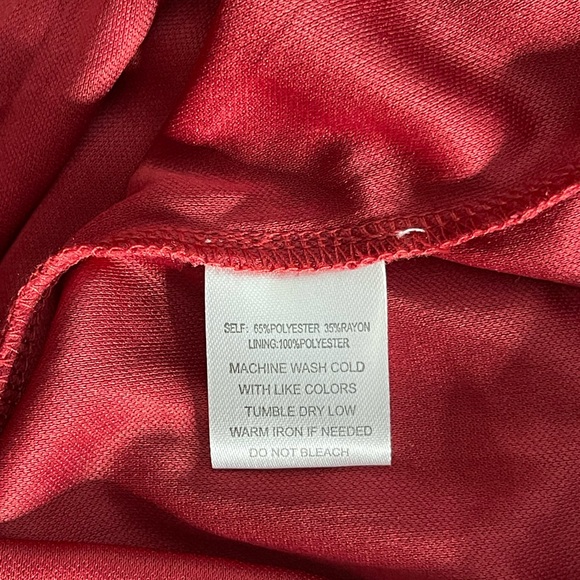 SELF: 65%POLYESTER 35%RAYON
LINING:100%POLYESTER
MACHINE WASH COLD
WITH LIKE COLORS
TUMBLE DRY LOW
WARM IRON IF NEEDED
DO NOT BLEACH